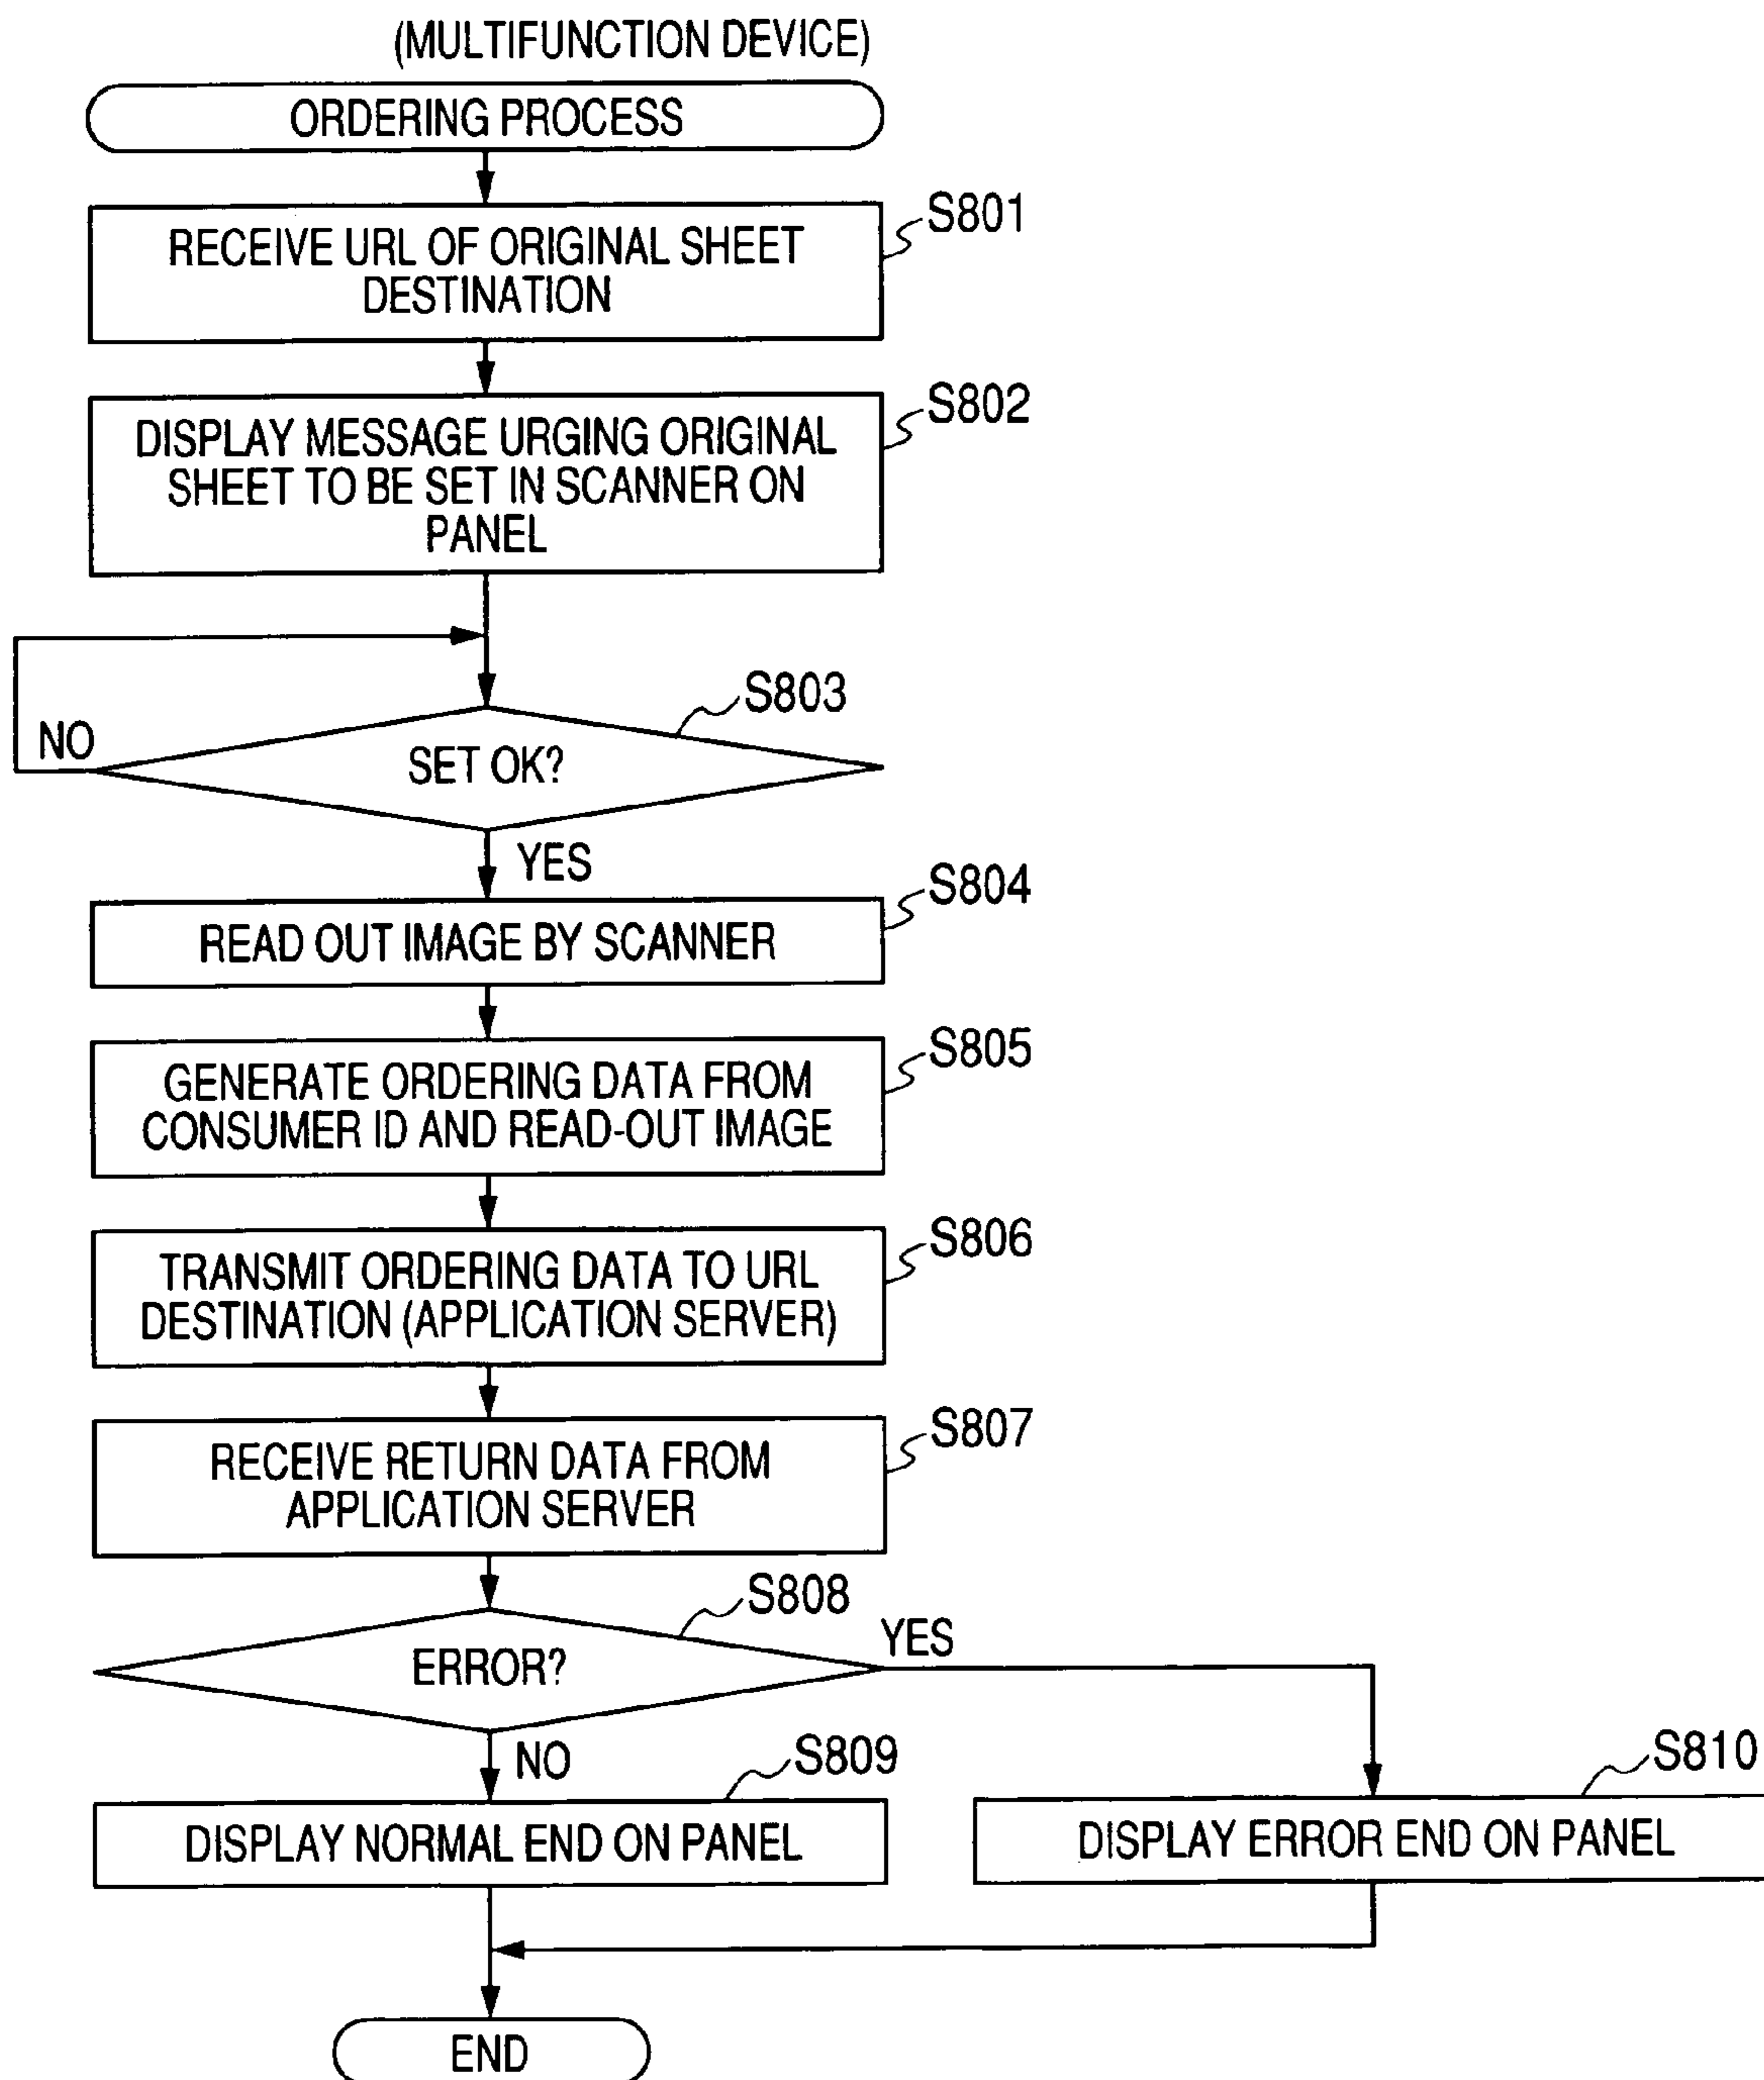 (MULTIFUNCTION DEVICE)
ORDERING PROCESS
S801
RECEIVE URL OF ORIGINAL SHEET
DESTINATION
S802
DISPLAY MESSAGE URGING ORIGINAL
SHEET TO BE SET IN SCANNER ON
PANEL
S803
NO
SET OK?
YES
S804
READ OUT IMAGE BY SCANNER
S805
GENERATE ORDERING DATA FROM
CONSUMER ID AND READ-OUT IMAGE
S806
TRANSMIT ORDERING DATA TO URL
DESTINATION (APPLICATION SERVER)
S807
RECEIVE RETURN DATA FROM
APPLICATION SERVER
S808
YES
ERROR?
NO
S809
S810
DISPLAY NORMAL END ON PANEL
DISPLAY ERROR END ON PANEL
END